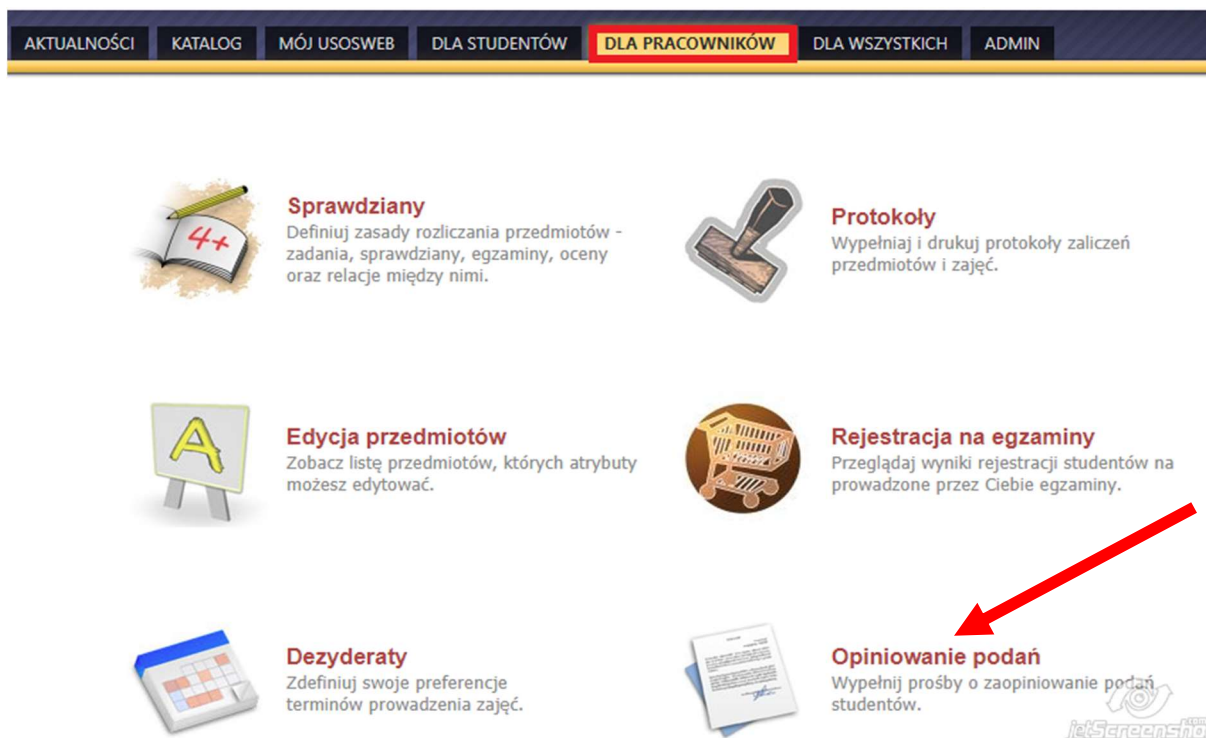 AKTUALNOŚCI KATALOG MÓJ USOSWEB DLA STUDENTÓW DLA PRACOWNIKÓW DLA WSZYSTKICH ADMIN
Sprawdziany
Definiuj zasady rozliczania przedmiotów -
zadania, sprawdziany, egzaminy, oceny
oraz relacje między nimi.
4+
Protokoły
Wypełniaj i drukuj protokoły zaliczeń
przedmiotów i zajęć.
A
Edycja przedmiotów
Zobacz listę przedmiotów, których atrybuty
możesz edytować.
Rejestracja na egzaminy
Przeglądaj wyniki rejestracji studentów na
prowadzone przez Ciebie egzaminy.
Dezyderaty
Zdefiniuj swoje preferencje
terminów prowadzenia zajęć.
Opiniowanie podań
Wypełnij prośby o zaopiniowanie podań
studentów.